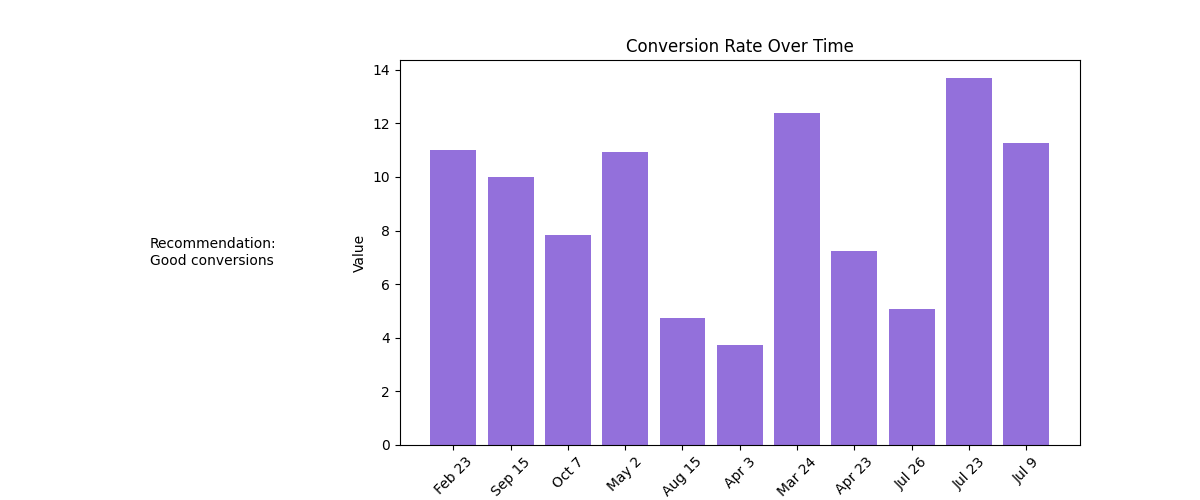 Conversion Rate Over Time
Recommendation:
Good conversions
Value
14
12
10
8
6
4
2
0
Feb 23
Sep 15
Oct 7
May 2
Aug 15
Apr 3
Mar 24
Apr 23
Jul 26
Jul 23
Jul 9